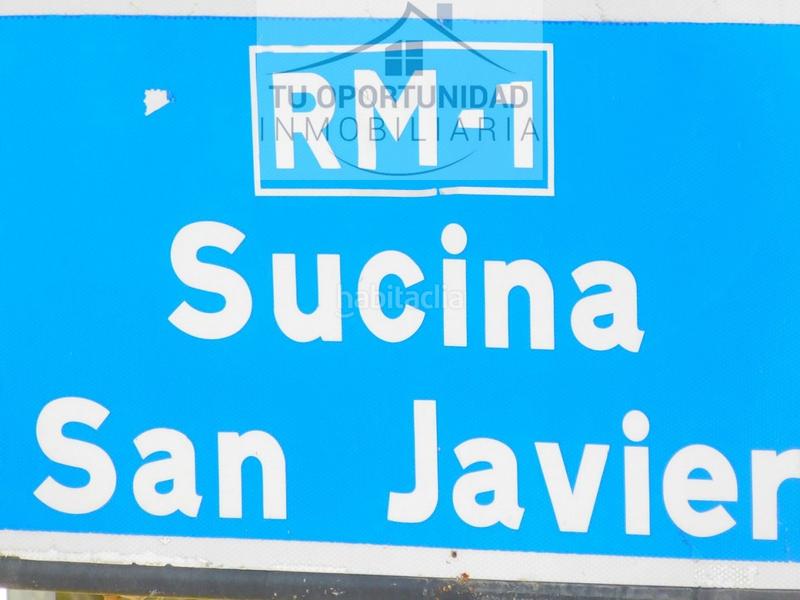 RM-1
TU OPORTUNIDAD
INMOBILIARIA
Sucina
habitaclia
San Javier